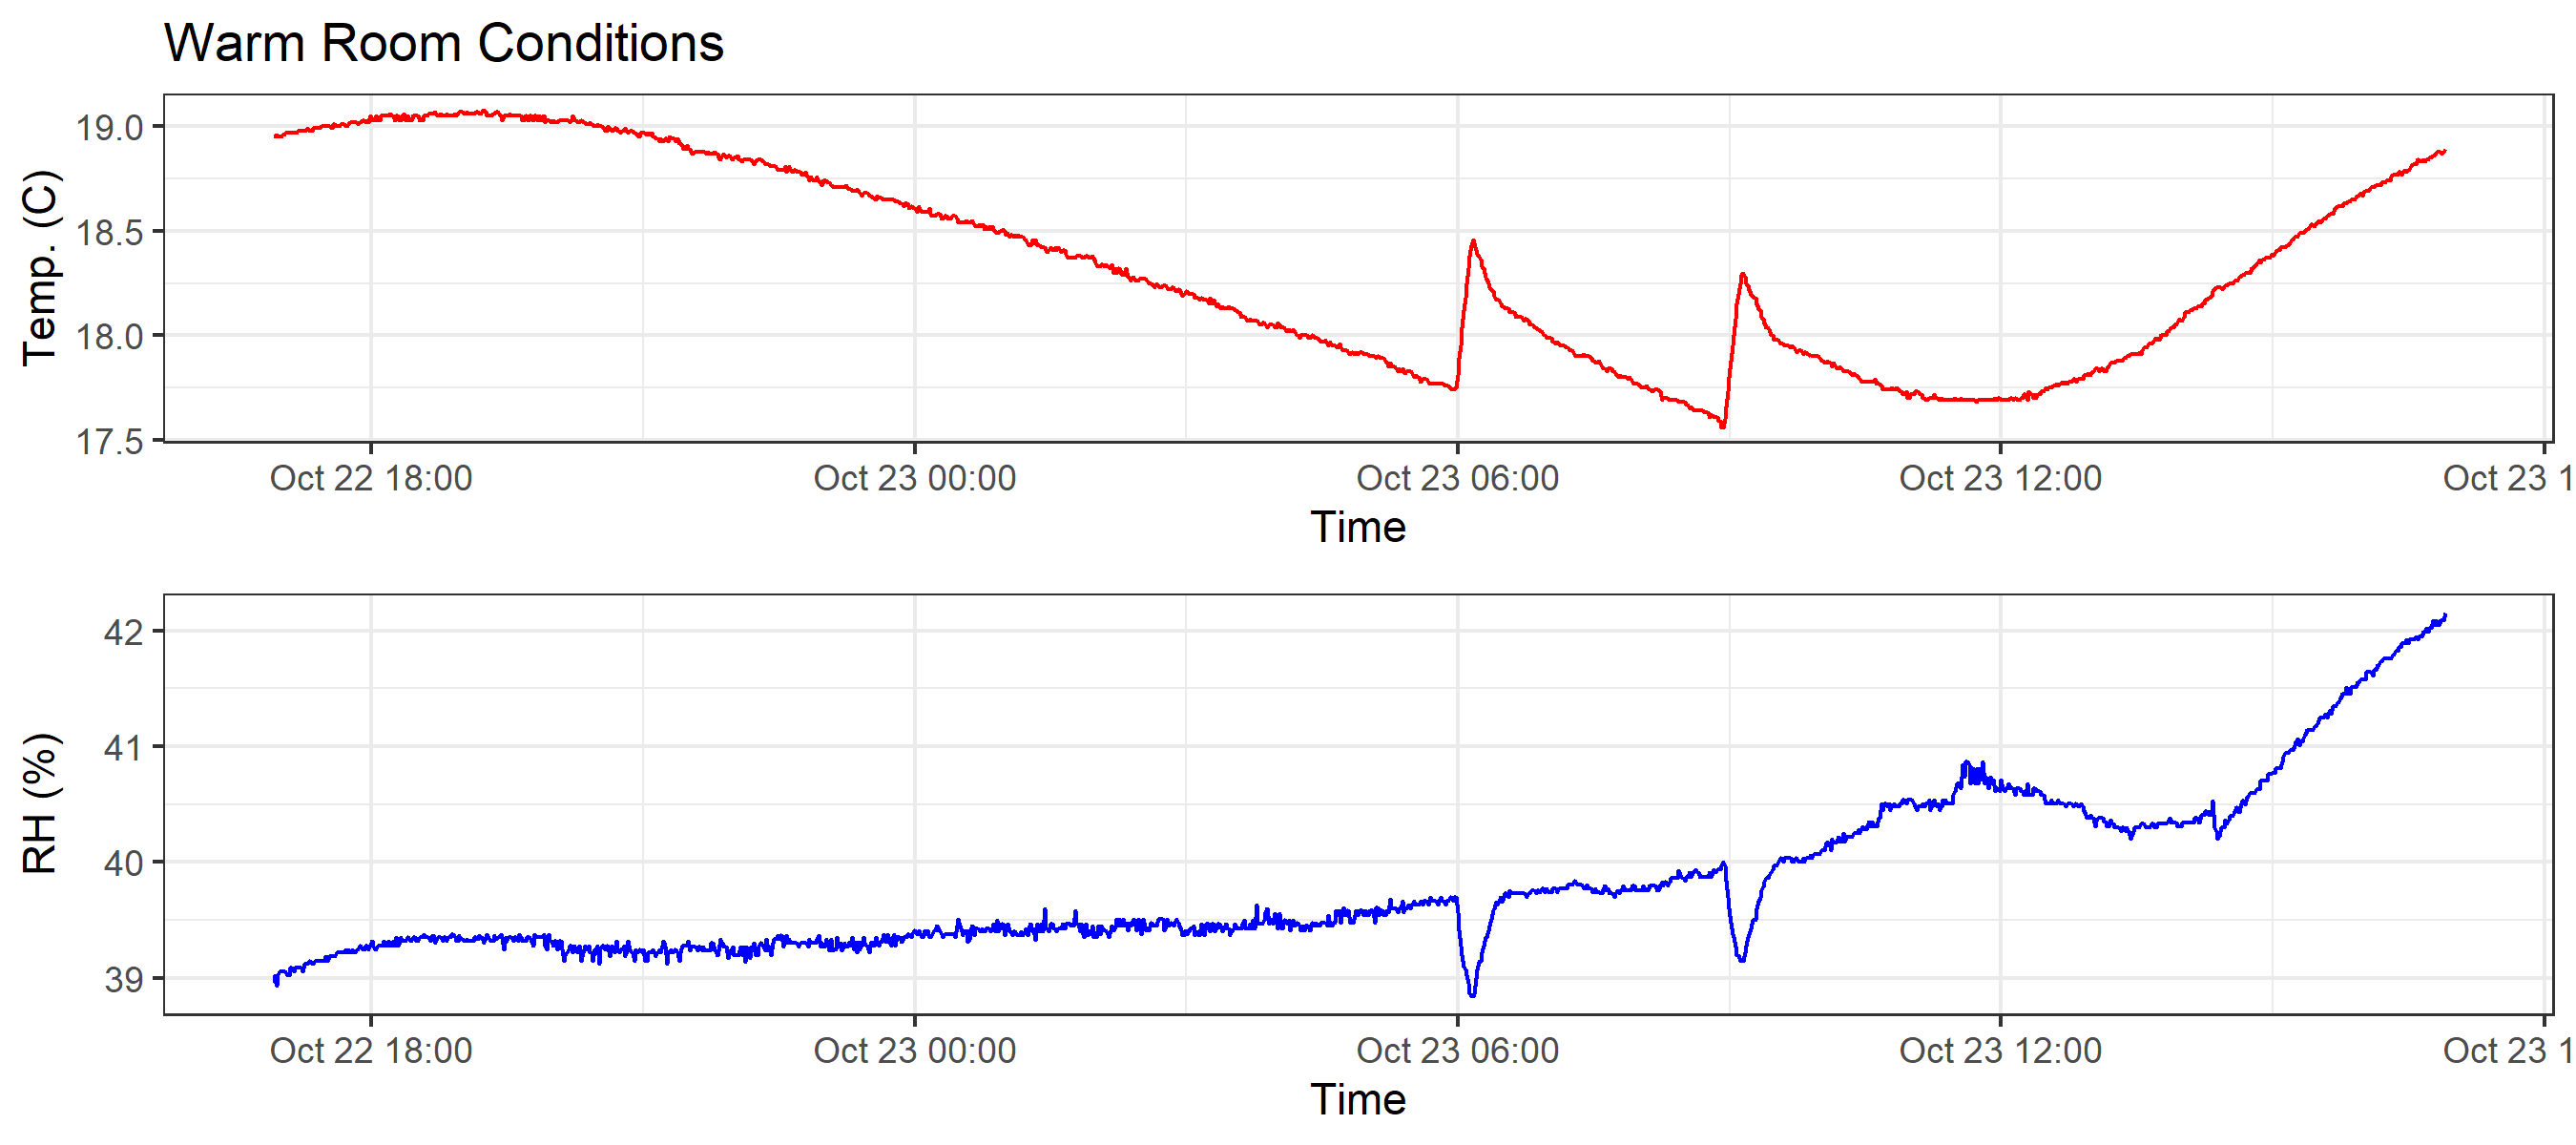 Warm Room Conditions
Temp. (C)
19.0
18.5
18.0
17.5
Oct 22 18:00 Oct 23 00:00 Oct 23 06:00 Oct 23 12:00 Oct 23 1
Time
RH (%)
42
41
40
39
Oct 22 18:00 Oct 23 00:00 Oct 23 06:00 Oct 23 12:00 Oct 23 1
Time